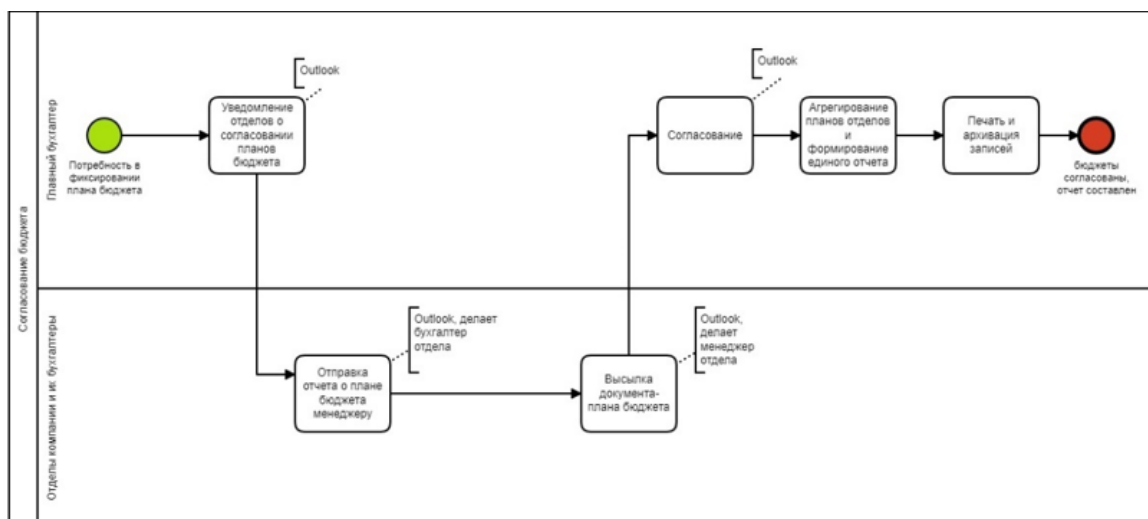 Согласование бюджета
Главный бухгалтер
Потребность в
фиксировании
плана бюджета
Уведомление
отделов о
согласовании
планов
бюджета
Outlook
Согласование
Outlook
Агрегирование
планов отделов
и
формирование
единого отчета
Печать и
архивация
записей
бюджеты
согласованы,
отчет составлен
Отделы компании и их бухгалтеры
Отправка
отчета о плане
бюджета
менеджеру
Outlook, делает
бухгалтер
отдела
Высылка
документа-
плана бюджета
Outlook,
делает
менеджер
отдела